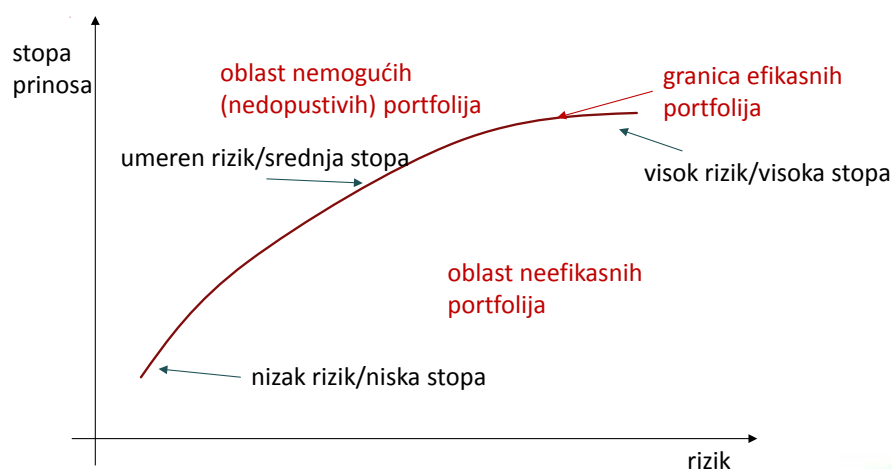 stopa
prinosa
oblast nemogućih
(nedopustivih) portfolija
granica efikasnih
portfolija
umeren rizik/srednja stopa
visok rizik/visoka stopa
oblast neefikasnih
portfolija
nizak rizik/niska stopa
rizik